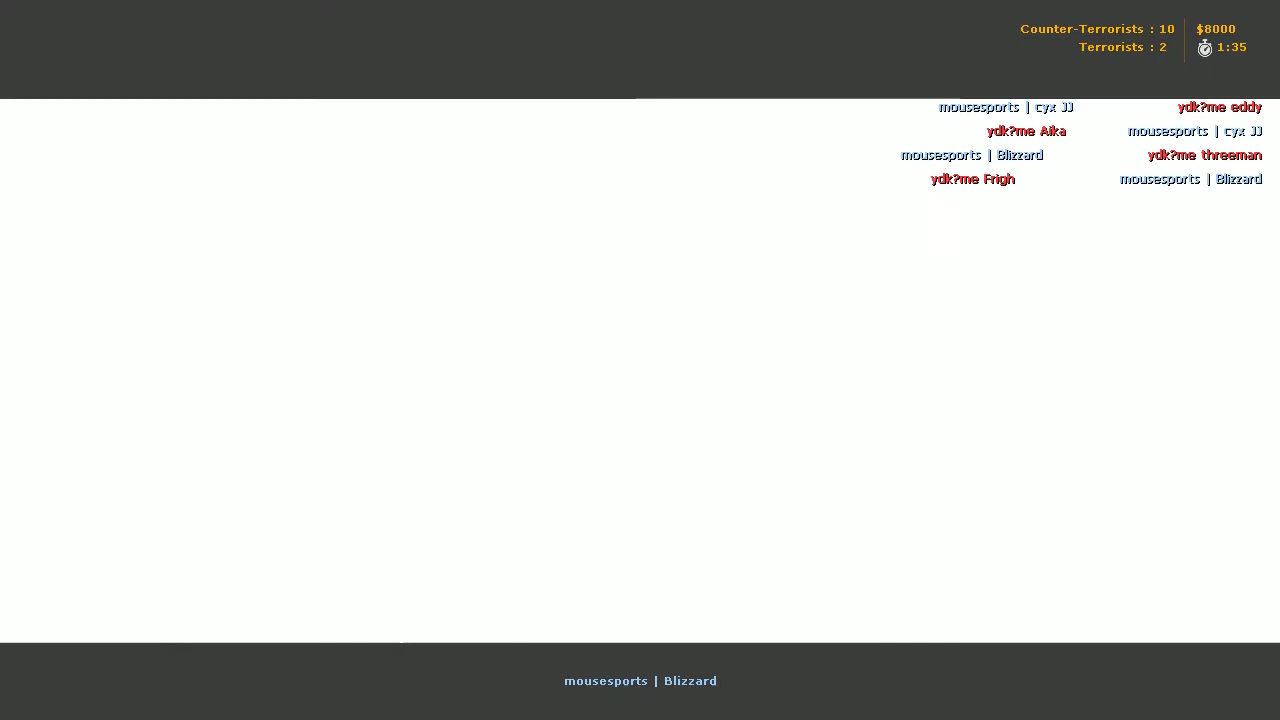 Counter-Terrorists : 10 $8000
Terrorists : 2 1:35
mousesports | cyx JJ ydk?me eddy
ydk?me Aika mousesports | cyx JJ
mousesports | Blizzard ydk?me threeman
ydk?me Frigh mousesports | Blizzard
mousesports | Blizzard